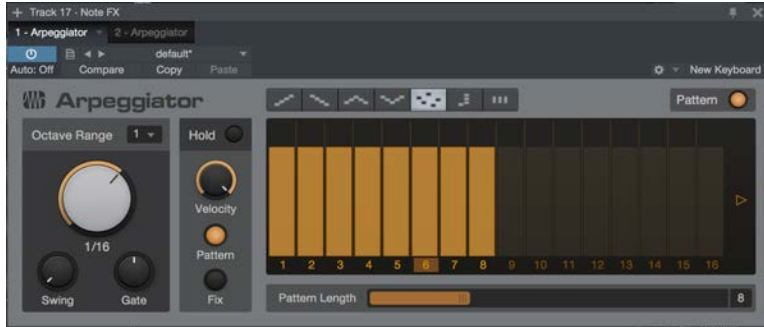 Track 17 - Note FX
1 - Arpeggiator
2 - Arpeggiator
default*
Auto: Off
Compare
Copy
Paste
New Keyboard
Arpeggiator
Pattern
Octave Range
1
Hold
Velocity
1/16
Pattern
Swing
Gate
Fix
1 2 3 4 5 6 7 8 9 10 11 12 13 14 15 16
Pattern Length
8